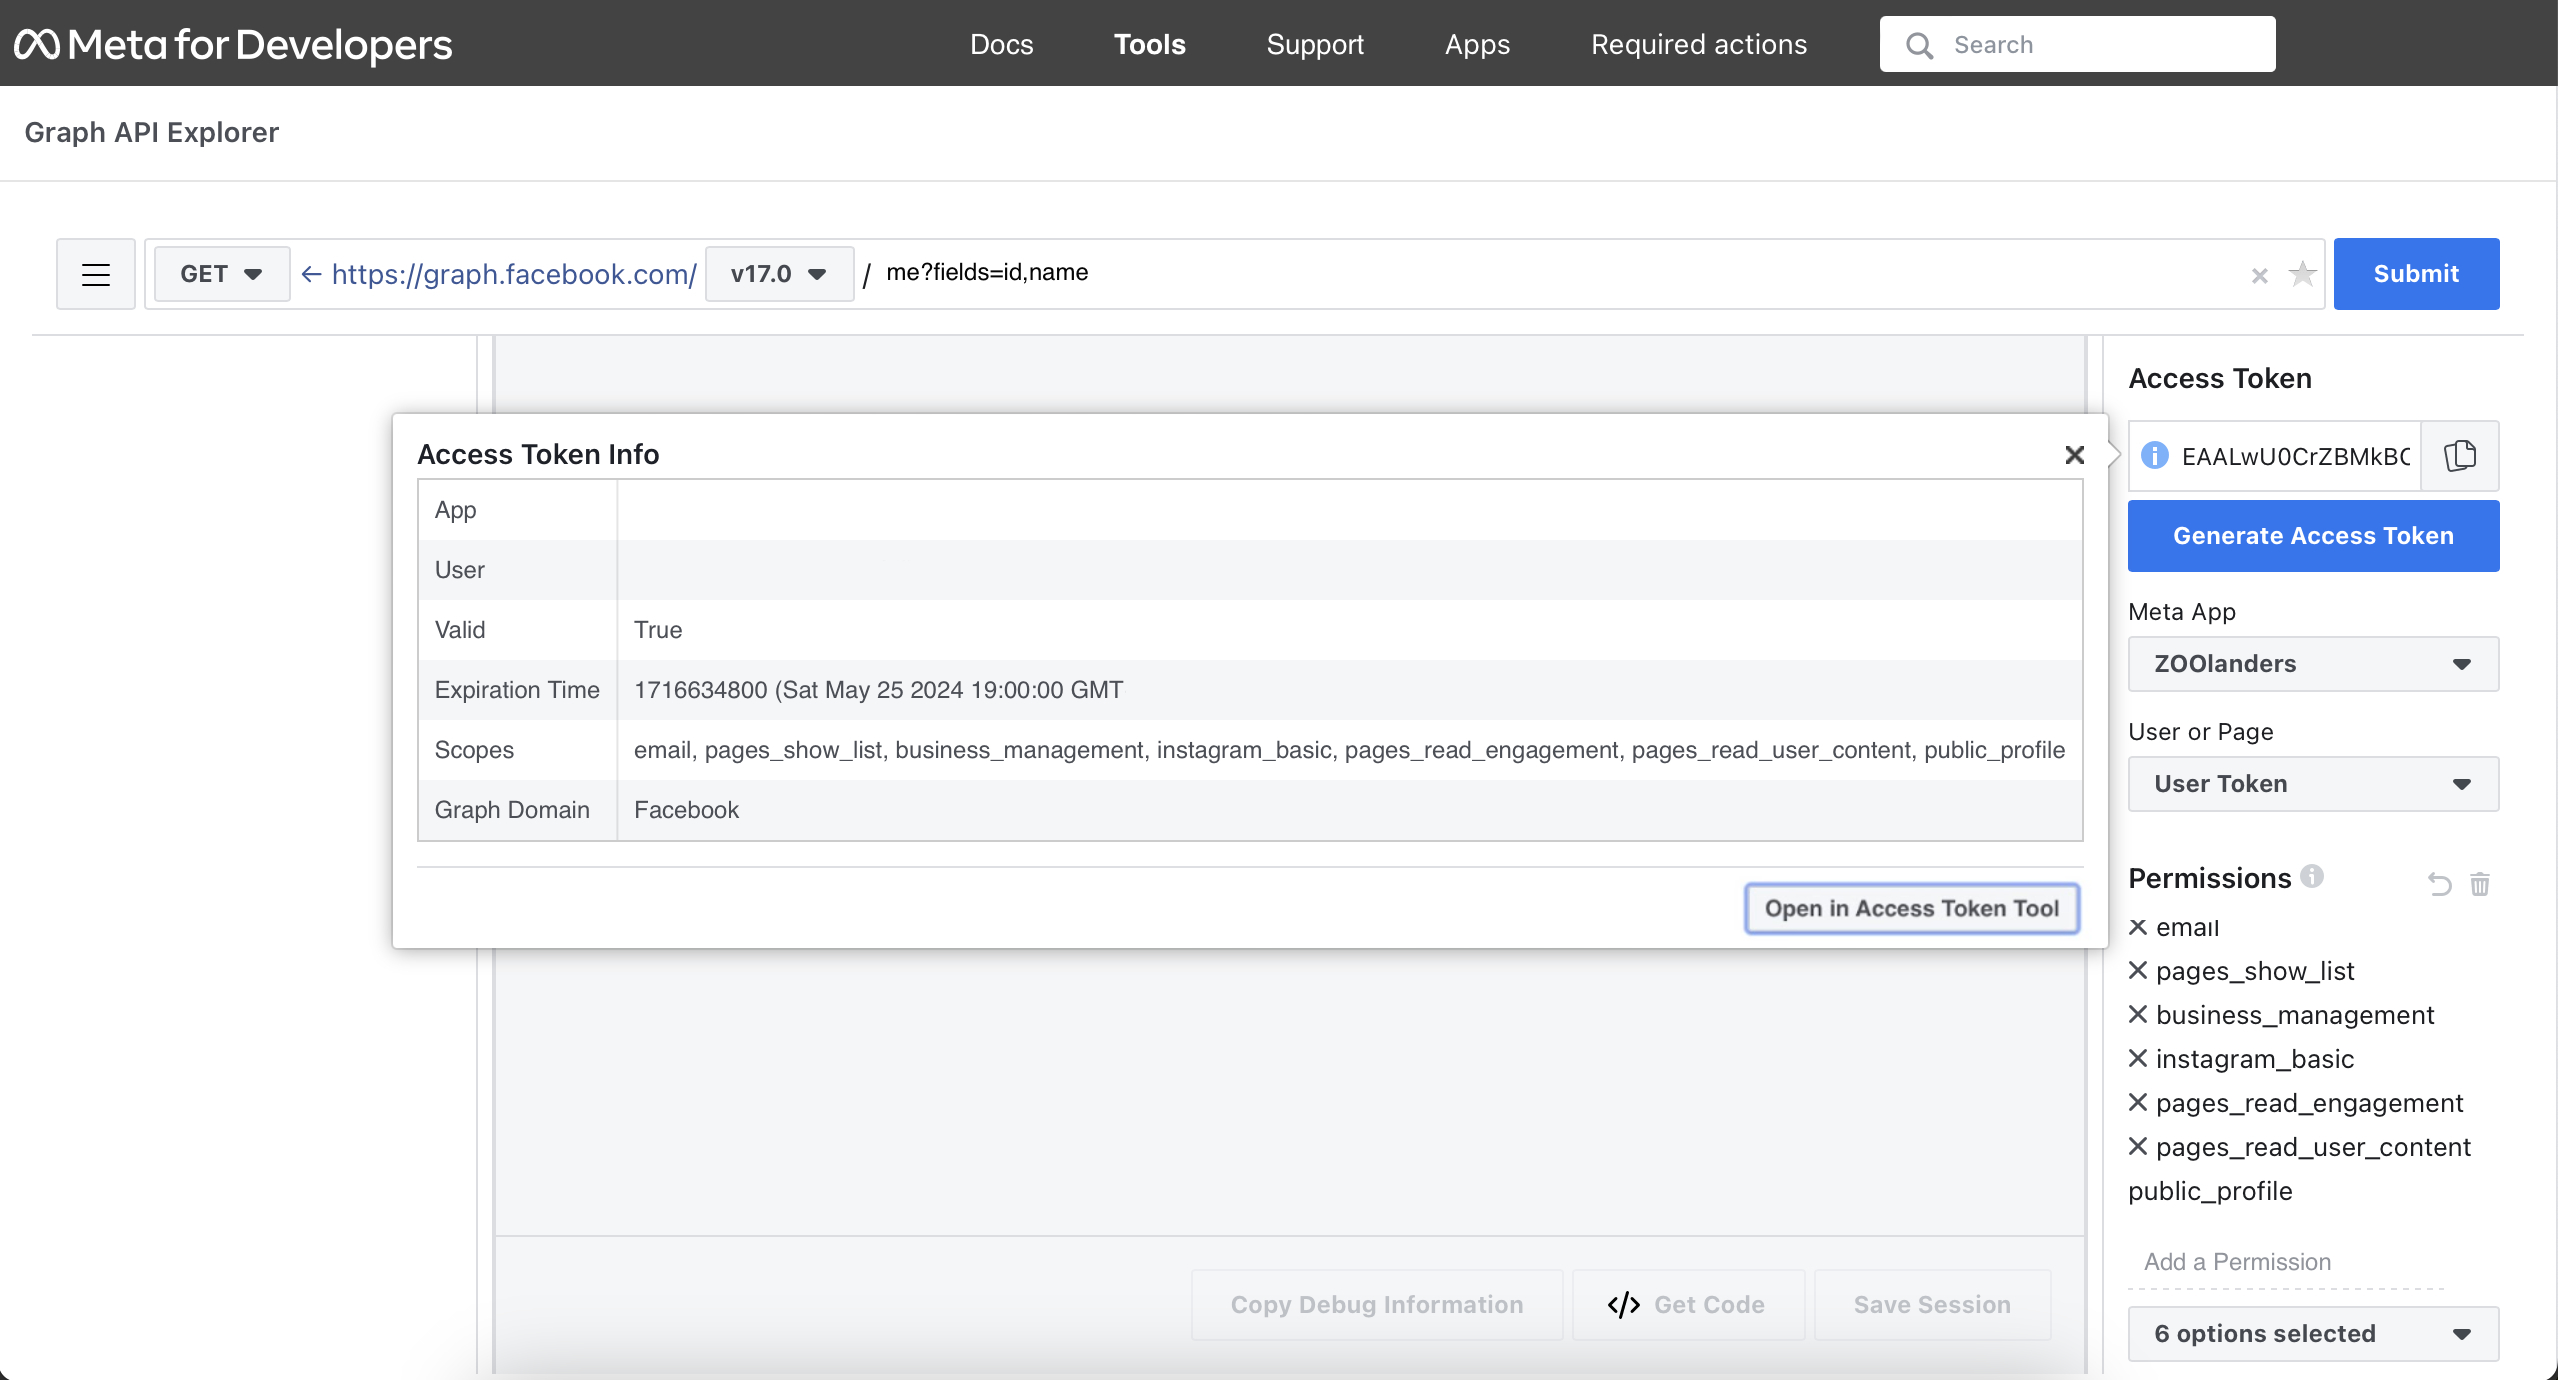 Meta for Developers
Docs Tools Support Apps Required actions Search
Graph API Explorer
GET ← https://graph.facebook.com/ v17.0 / me?fields=id,name × Submit
Access Token
EAALwU0CrZBMkBC
Generate Access Token
Meta App
ZOOlanders
User or Page
User Token
Permissions
email
pages_show_list
business_management
instagram_basic
pages_read_engagement
pages_read_user_content
public_profile
Add a Permission
6 options selected
Access Token Info
App
User
Valid True
Expiration Time 1716634800 (Sat May 25 2024 19:00:00 GMT
Scopes email, pages_show_list, business_management, instagram_basic, pages_read_engagement, pages_read_user_content, public_profile
Graph Domain Facebook
Open in Access Token Tool
Copy Debug Information </> Get Code Save Session